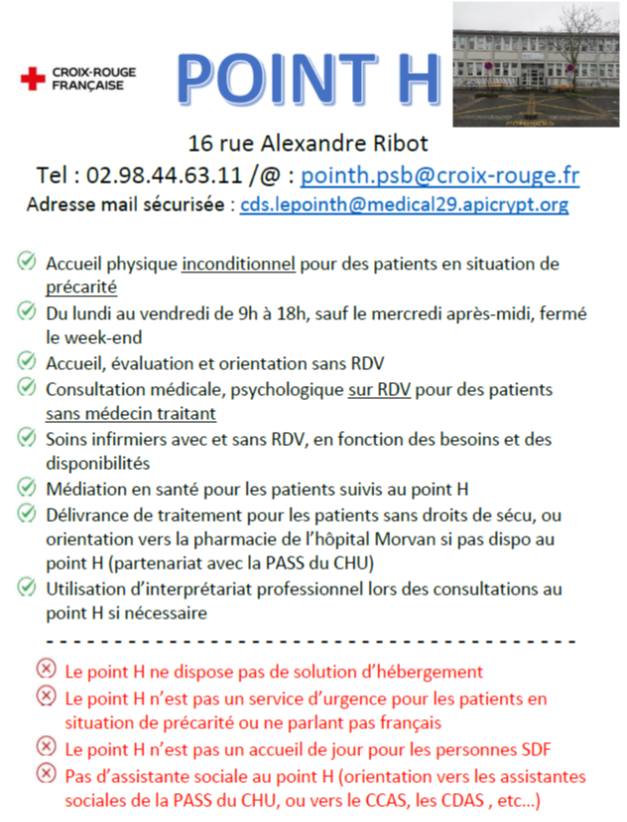 CROIX-ROUGE
FRANÇAISE
POINT H
16 rue Alexandre Ribot
Tel : 02.98.44.63.11 /@ : pointh.psb@croix-rouge.fr
Adresse mail sécurisée : cds.lepointh@medical29.apicrypt.org
Accueil physique inconditionnel pour des patients en situation de
précarité
Du lundi au vendredi de 9h à 18h, sauf le mercredi après-midi, fermé
le week-end
Accueil, évaluation et orientation sans RDV
Consultation médicale, psychologique sur RDV pour des patients
sans médecin traitant
Soins infirmiers avec et sans RDV, en fonction des besoins et des
disponibilités
Médiation en santé pour les patients suivis au point H
Délivrance de traitement pour les patients sans droits de sécu, ou
orientation vers la pharmacie de l'hôpital Morvan si pas dispo au
point H (partenariat avec la PASS du CHU)
Utilisation d'interprétariat professionnel lors des consultations au
point H si nécessaire
- - - - - - - - - - - - - - - - - - - - - - - - - - - - - - - - - - - - - - -
Le point H ne dispose pas de solution d'hébergement
Le point H n'est pas un service d'urgence pour les patients en
situation de précarité ou ne parlant pas français
Le point H n'est pas un accueil de jour pour les personnes SDF
Pas d'assistante sociale au point H (orientation vers les assistantes
sociales de la PASS du CHU, ou vers le CCAS, les CDAS , etc...)